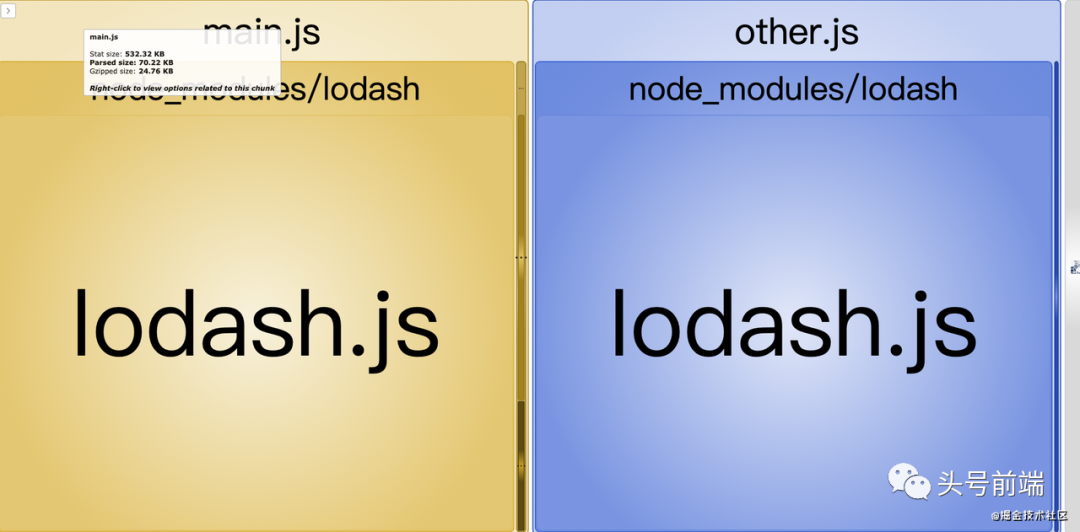 main.js
main.js
Stat size: 532.32 KB
Parsed size: 70.22 KB
Gzipped size: 24.76 KB
Right-click to view options related to this chunk
node_modules/lodash
lodash.js
other.js
node_modules/lodash
lodash.js
头号前端
@掘金技术社区